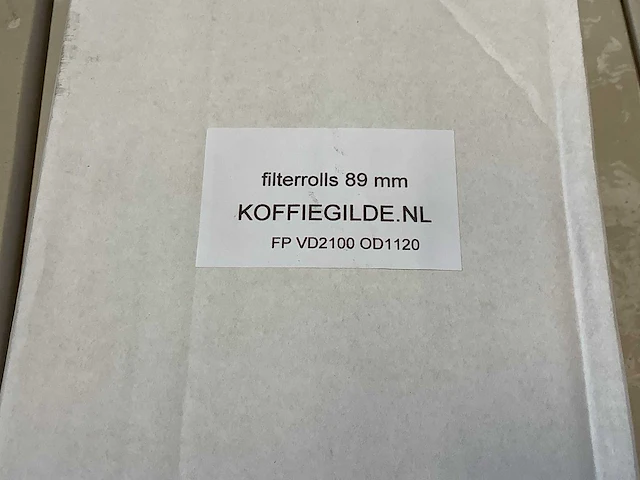 filterrolls 89 mm
KOFFIEGILDE.NL
FP VD2100 OD1120